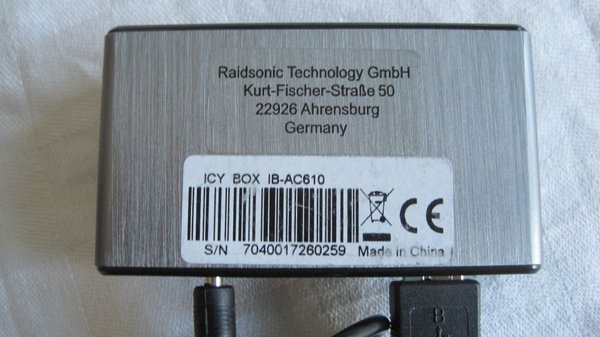 Raidsonic Technology GmbH
Kurt-Fischer-Straße 50
22926 Ahrensburg
Germany
ICY BOX IB-AC610
CE
S/N 7040017260259 Made in China
B